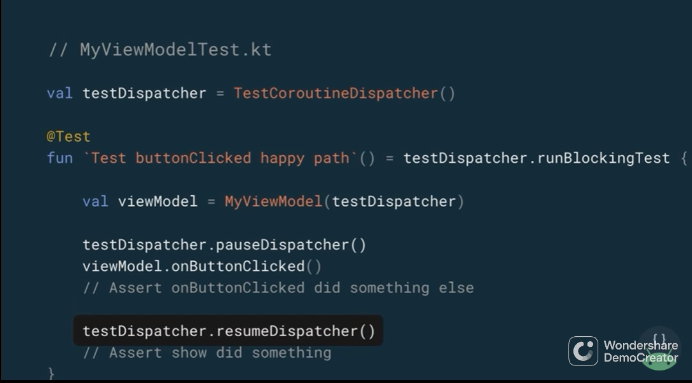 // MyViewModelTest.kt
val testDispatcher = TestCoroutineDispatcher()
@Test
fun `Test buttonClicked happy path`() = testDispatcher.runBlockingTest {
val viewModel = MyViewModel(testDispatcher)
testDispatcher.pauseDispatcher()
viewModel.onButtonClicked()
// Assert onButtonClicked did something else
testDispatcher.resumeDispatcher()
// Assert show did something
}
{ }
Wondershare
DemoCreator